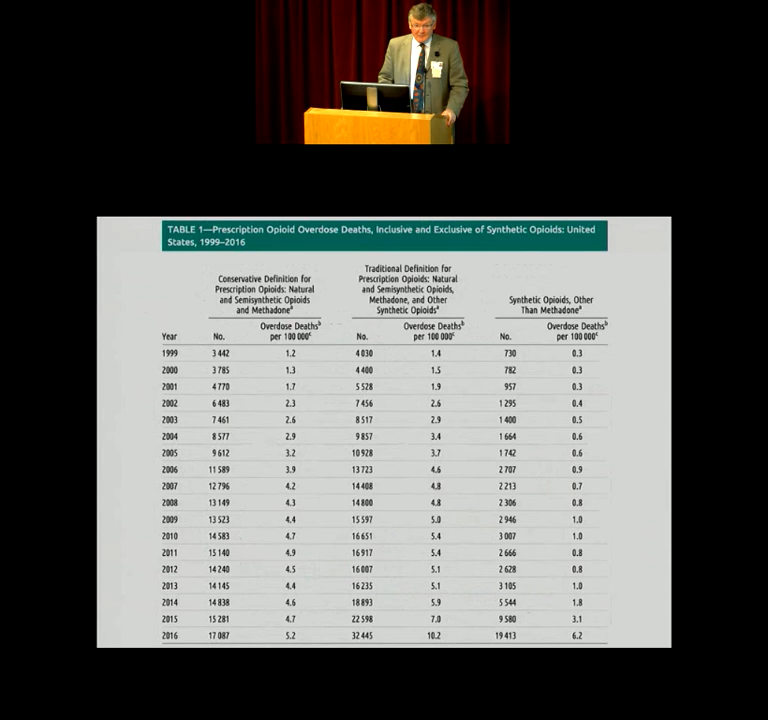 TABLE 1—Prescription Opioid Overdose Deaths, Inclusive and Exclusive of Synthetic Opioids: United
States, 1999–2016
Conservative Definition for
Prescription Opioids: Natural
and Semisynthetic Opioids
and Methadoneᵃ
Traditional Definition for
Prescription Opioids: Natural
and Semisynthetic Opioids,
Methadone, and Other
Synthetic Opioidsᵃ
Synthetic Opioids, Other
Than Methadoneᵃ
Year No. Overdose Deathsᵇ per 100 000ᶜ No. Overdose Deathsᵇ per 100 000ᶜ No. Overdose Deathsᵇ per 100 000ᶜ
1999 3 442 1.2 4 030 1.4 730 0.3
2000 3 785 1.3 4 400 1.5 782 0.3
2001 4 770 1.7 5 528 1.9 957 0.3
2002 6 483 2.3 7 456 2.6 1 295 0.4
2003 7 461 2.6 8 517 2.9 1 400 0.5
2004 8 577 2.9 9 857 3.4 1 664 0.6
2005 9 612 3.2 10 928 3.7 1 742 0.6
2006 11 589 3.9 13 723 4.6 2 707 0.9
2007 12 796 4.2 14 408 4.8 2 213 0.7
2008 13 149 4.3 14 800 4.8 2 306 0.8
2009 13 523 4.4 15 597 5.0 2 946 1.0
2010 14 583 4.7 16 651 5.4 3 007 1.0
2011 15 140 4.9 16 917 5.4 2 666 0.8
2012 14 240 4.5 16 007 5.1 2 628 0.8
2013 14 145 4.4 16 235 5.1 3 105 1.0
2014 14 838 4.6 18 893 5.9 5 544 1.8
2015 15 281 4.7 22 598 7.0 9 580 3.1
2016 17 087 5.2 32 445 10.2 19 413 6.2